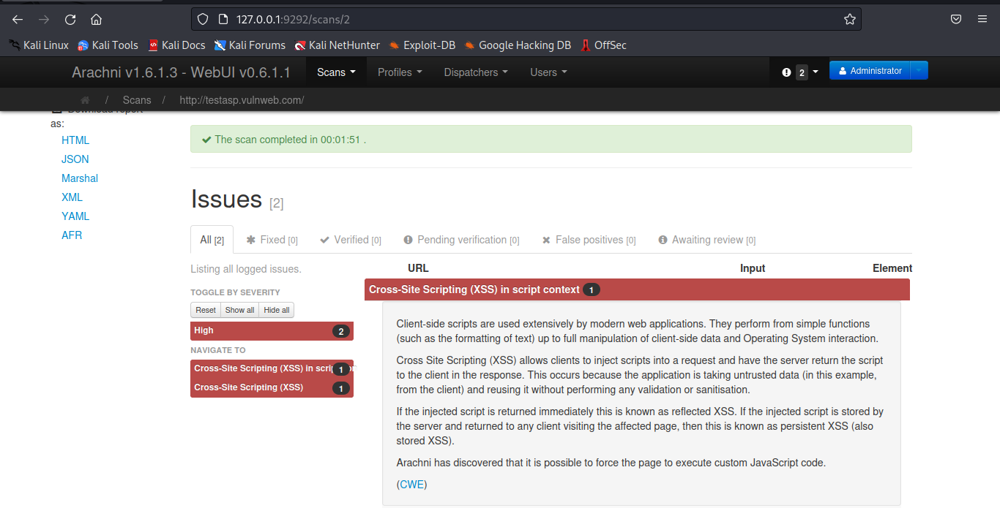 127.0.0.1:9292/scans/2
Kali Linux Kali Tools Kali Docs Kali Forums Kali NetHunter Exploit-DB Google Hacking DB OffSec
Arachni v1.6.1.3 - WebUI v0.6.1.1 Scans Profiles Dispatchers Users 2 Administrator
/ Scans / http://testasp.vulnweb.com/
Download report
as:
HTML
JSON
Marshal
XML
YAML
AFR
The scan completed in 00:01:51 .
Issues [2]
All [2] Fixed [0] Verified [0] Pending verification [0] False positives [0] Awaiting review [0]
Listing all logged issues.
TOGGLE BY SEVERITY
Reset Show all Hide all
High 2
NAVIGATE TO
Cross-Site Scripting (XSS) in scrip 1
Cross-Site Scripting (XSS) 1
URL Input Element
Cross-Site Scripting (XSS) in script context 1
Client-side scripts are used extensively by modern web applications. They perform from simple functions
(such as the formatting of text) up to full manipulation of client-side data and Operating System interaction.
Cross Site Scripting (XSS) allows clients to inject scripts into a request and have the server return the script
to the client in the response. This occurs because the application is taking untrusted data (in this example,
from the client) and reusing it without performing any validation or sanitisation.
If the injected script is returned immediately this is known as reflected XSS. If the injected script is stored by
the server and returned to any client visiting the affected page, then this is known as persistent XSS (also
stored XSS).
Arachni has discovered that it is possible to force the page to execute custom JavaScript code.
(CWE)